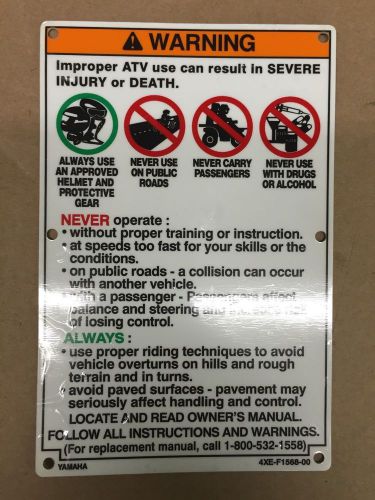 WARNING
Improper ATV use can result in SEVERE
INJURY or DEATH.
ALWAYS USE
AN APPROVED
HELMET AND
PROTECTIVE
GEAR
NEVER USE
ON PUBLIC
ROADS
NEVER CARRY
PASSENGERS
NEVER USE
WITH DRUGS
OR ALCOHOL
NEVER operate :
• without proper training or instruction.
• at speeds too fast for your skills or the
conditions.
• on public roads - a collision can occur
with another vehicle.
• with a passenger - Passengers affect
balance and steering and increase risk
of losing control.
ALWAYS :
• use proper riding techniques to avoid
vehicle overturns on hills and rough
terrain and in turns.
• avoid paved surfaces - pavement may
seriously affect handling and control.
LOCATE AND READ OWNER'S MANUAL.
FOLLOW ALL INSTRUCTIONS AND WARNINGS.
(For replacement manual, call 1-800-532-1558)
YAMAHA
4XE-F1568-00